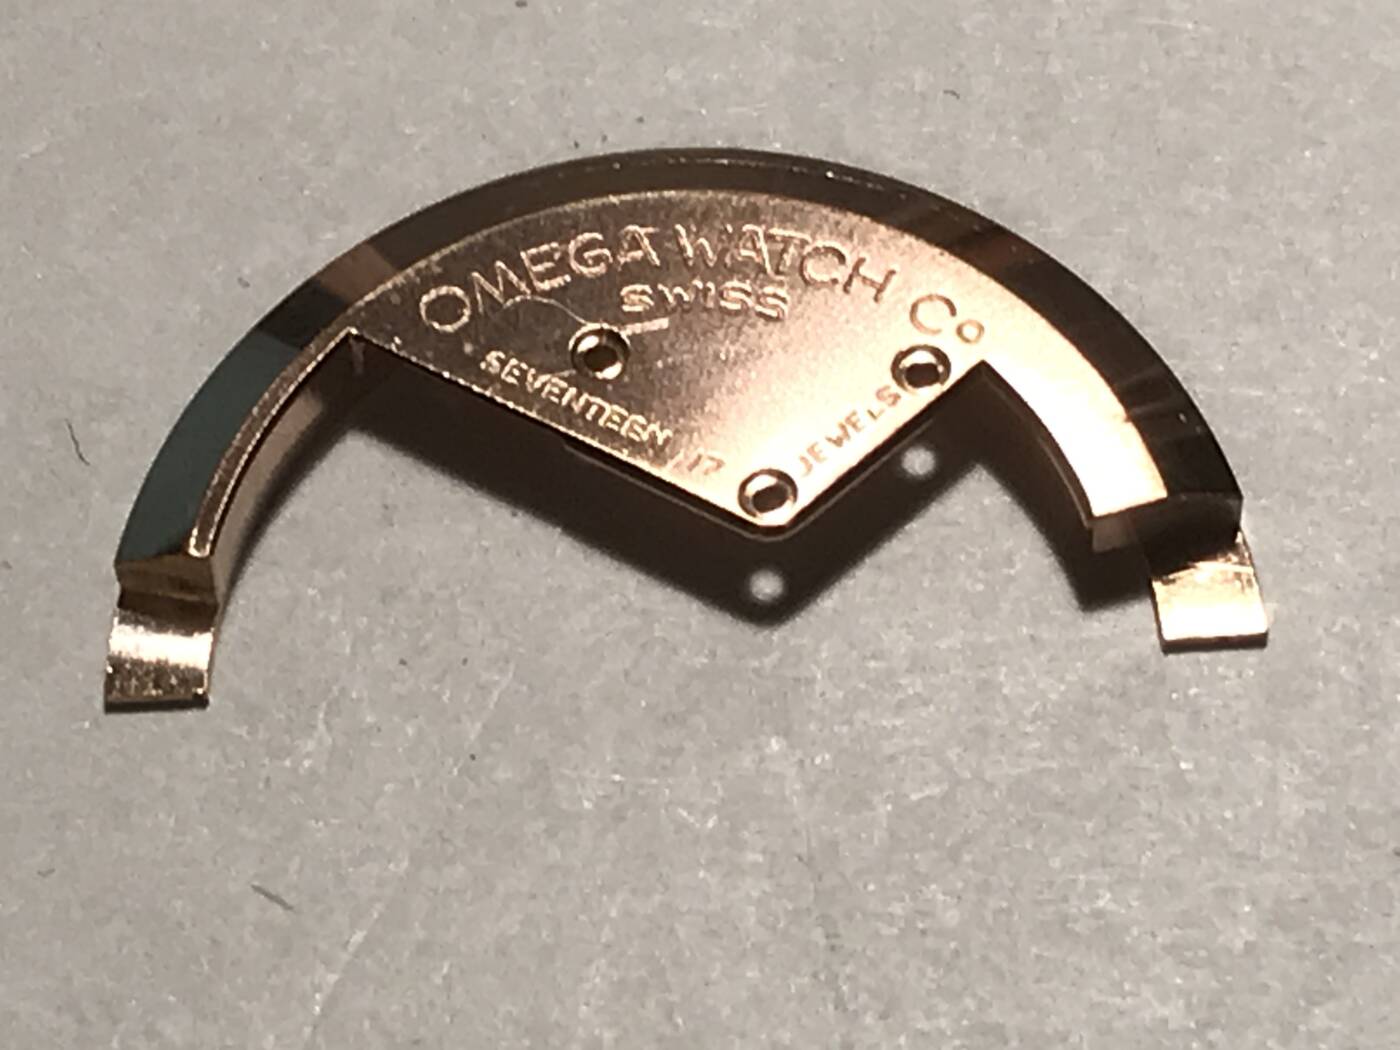 OMEGA WATCH Co
SWISS
SEVENTEEN 17 JEWELS